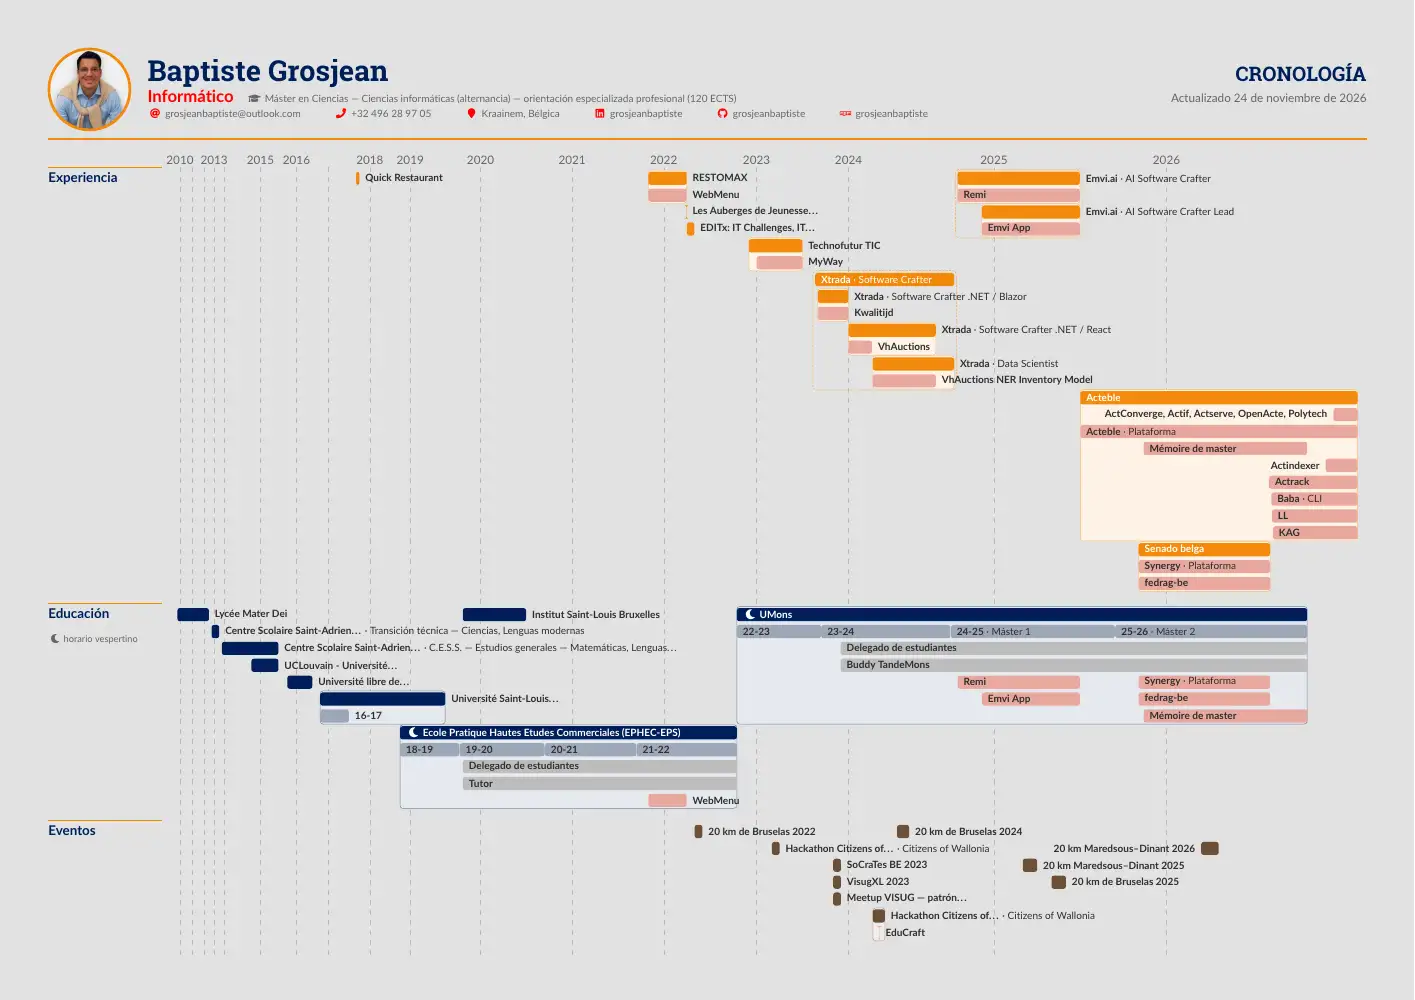 Baptiste Grosjean
CRONOLOGÍA
Informático Máster en Ciencias — Ciencias informáticas (alternancia) — orientación especializada profesional (120 ECTS)
Actualizado 24 de noviembre de 2026
grosjeanbaptiste@outlook.com +32 496 28 97 05 Kraainem, Bélgica grosjeanbaptiste grosjeanbaptiste grosjeanbaptiste
2010 2013 2015 2016 2018 2019 2020 2021 2022 2023 2024 2025 2026
Experiencia
Quick Restaurant
RESTOMAX
Emvi.ai · AI Software Crafter
WebMenu
Remi
Les Auberges de Jeunesse…
Emvi.ai · AI Software Crafter Lead
EDITx: IT Challenges, IT…
Emvi App
Technofutur TIC
MyWay
Xtrada · Software Crafter
Xtrada · Software Crafter .NET / Blazor
Kwalitijd
Xtrada · Software Crafter .NET / React
VhAuctions
Xtrada · Data Scientist
VhAuctions NER Inventory Model
Acteble
ActConverge, Actif, Actserve, OpenActe, Polytech
Acteble · Plataforma
Mémoire de master
Actindexer
Actrack
Baba · CLI
LL
KAG
Senado belga
Synergy · Plataforma
fedrag-be
Educación
horario vespertino
Lycée Mater Dei
Institut Saint-Louis Bruxelles
UMons
Centre Scolaire Saint-Adrien… · Transición técnica — Ciencias, Lenguas modernas
22-23 23-24 24-25 · Máster 1 25-26 · Máster 2
Centre Scolaire Saint-Adrien… · C.E.S.S. — Estudios generales — Matemáticas, Lenguas…
Delegado de estudiantes
UCLouvain - Université…
Buddy TandeMons
Université libre de…
Remi
Synergy · Plataforma
Université Saint-Louis…
Emvi App
fedrag-be
16-17
Mémoire de master
Ecole Pratique Hautes Etudes Commerciales (EPHEC-EPS)
18-19 19-20 20-21 21-22
Delegado de estudiantes
Tutor
WebMenu
Eventos
20 km de Bruselas 2022
20 km de Bruselas 2024
Hackathon Citizens of… · Citizens of Wallonia
20 km Maredsous–Dinant 2026
SoCraTes BE 2023
20 km Maredsous–Dinant 2025
VisugXL 2023
20 km de Bruselas 2025
Meetup VISUG — patrón…
Hackathon Citizens of… · Citizens of Wallonia
EduCraft